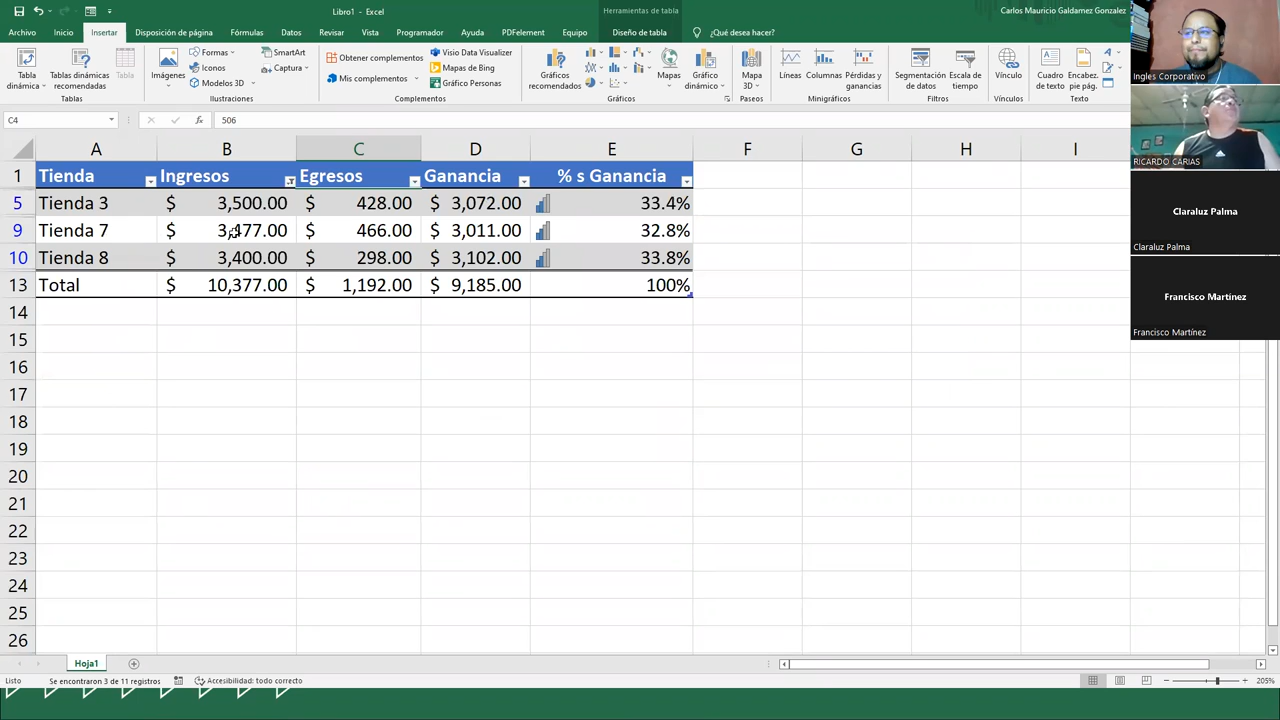 Libro1 - Excel
Herramientas de tabla
Carlos Mauricio Galdamez Gonzalez
Archivo Inicio Insertar Disposición de página Fórmulas Datos Revisar Vista Programador Ayuda PDFelement Equipo Diseño de tabla ¿Qué desea hacer?
Tabla dinámica
Tablas dinámicas recomendadas
Tabla
Tablas
Imágenes
Formas
Iconos
Modelos 3D
SmartArt
Captura
Ilustraciones
Obtener complementos
Mis complementos
Visio Data Visualizer
Mapas de Bing
Gráfico Personas
Complementos
Gráficos recomendados
Mapas
Gráfico dinámico
Gráficos
Mapa 3D
Paseos
Líneas
Columnas
Pérdidas y ganancias
Minigráficos
Segmentación de datos
Escala de tiempo
Filtros
Vínculo
Vínculos
Cuadro de texto
Encabez. pie pág.
Texto
C4 fx 506
A B C D E F G H I
1 Tienda Ingresos Egresos Ganancia % s Ganancia
5 Tienda 3 $ 3,500.00 $ 428.00 $ 3,072.00 33.4%
9 Tienda 7 $ 3,477.00 $ 466.00 $ 3,011.00 32.8%
10 Tienda 8 $ 3,400.00 $ 298.00 $ 3,102.00 33.8%
13 Total $ 10,377.00 $ 1,192.00 $ 9,185.00 100%
14
15
16
17
18
19
20
21
22
23
24
25
26
Hoja1
Listo Se encontraron 3 de 11 registros Accesibilidad: todo correcto 205%
Ingles Corporativo
RICARDO CARIAS
Claraluz Palma
Claraluz Palma
Francisco Martínez
Francisco Martínez